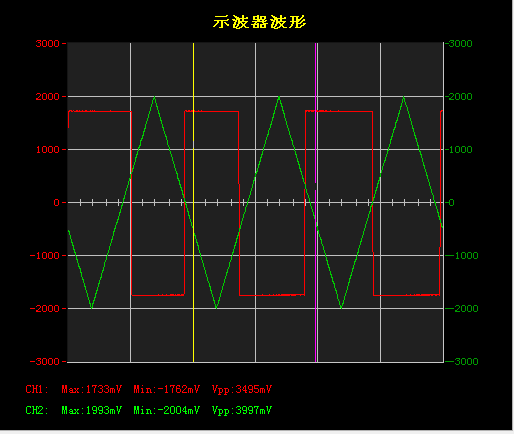 示波器波形
3000 3000
2000 2000
1000 1000
0 0
-1000 -1000
-2000 -2000
-3000 -3000
CH1: Max:1733mV Min:-1762mV Vpp:3495mV
CH2: Max:1993mV Min:-2004mV Vpp:3997mV